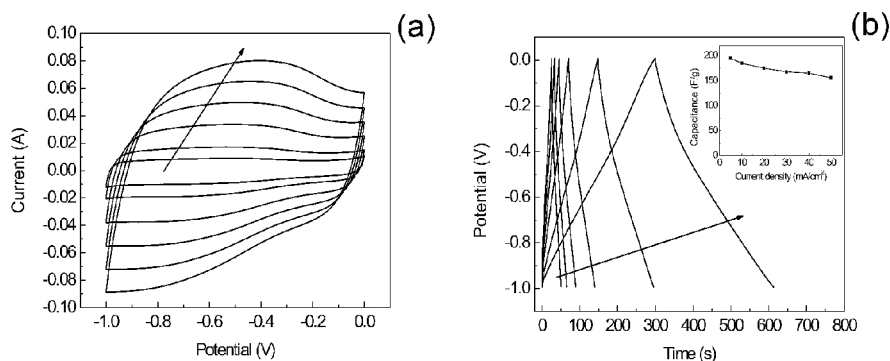 (a)
0.10
0.08
0.06
0.04
0.02
0.00
-0.02
-0.04
-0.06
-0.08
0.10
Current (A)
-1.0 -0.8 -0.6 -0.4 -0.2 0.0
Potential (V)
(b)
0.0
-0.2
-0.4
-0.6
-0.8
-1.0
Potential (V)
0 100 200 300 400 500 600 700 800
Time (s)
200
150
100
50
0
Capacitance (F/g)
0 10 20 30 40 50
Current density (mA/cm²)